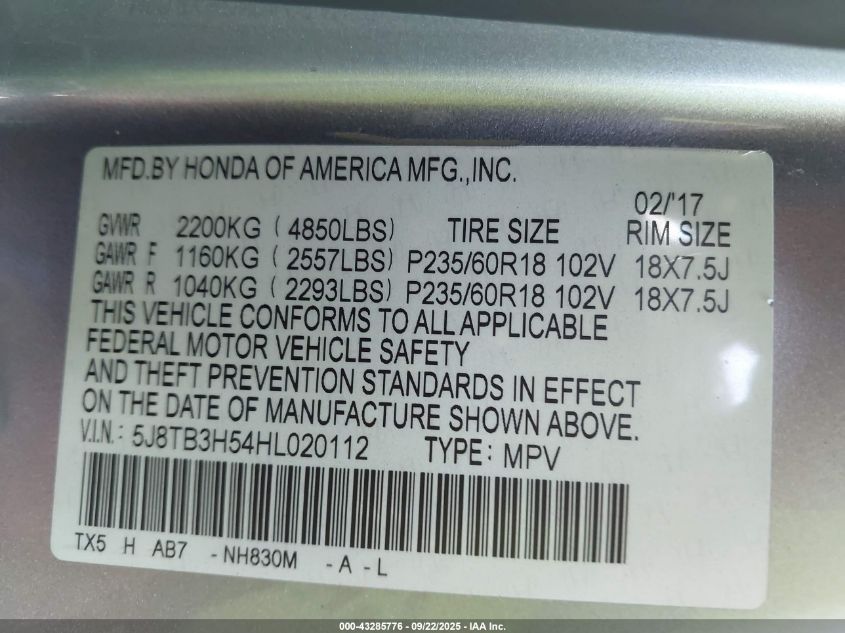 MFD.BY HONDA OF AMERICA MFG.,INC.
02/'17
GVWR 2200KG ( 4850LBS) TIRE SIZE RIM SIZE
GAWR F 1160KG ( 2557LBS) P235/60R18 102V 18X7.5J
GAWR R 1040KG ( 2293LBS) P235/60R18 102V 18X7.5J
THIS VEHICLE CONFORMS TO ALL APPLICABLE
FEDERAL MOTOR VEHICLE SAFETY
AND THEFT PREVENTION STANDARDS IN EFFECT
ON THE DATE OF MANUFACTURE SHOWN ABOVE.
V.I.N.: 5J8TB3H54HL020112 TYPE: MPV
TX5 H AB7 -NH830M -A -L
000-43285776 - 09/22/2025 - IAA Inc.